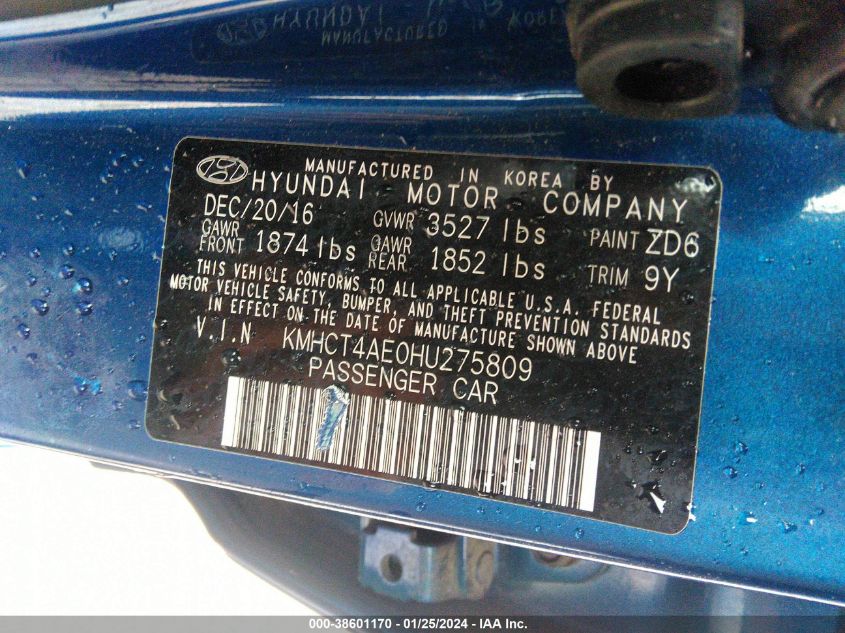 MANUFACTURED IN KOREA BY
HYUNDAI MOTOR COMPANY
DEC/20/16 GVWR 3527 lbs PAINT ZD6
GAWR FRONT 1874 lbs GAWR REAR 1852 lbs TRIM 9Y
THIS VEHICLE CONFORMS TO ALL APPLICABLE U.S.A. FEDERAL
MOTOR VEHICLE SAFETY, BUMPER, AND THEFT PREVENTION STANDARDS
IN EFFECT ON THE DATE OF MANUFACTURE SHOWN ABOVE
V.I.N KMHCT4AE0HU275809
PASSENGER CAR
000-38601170 - 01/25/2024 - IAA Inc.